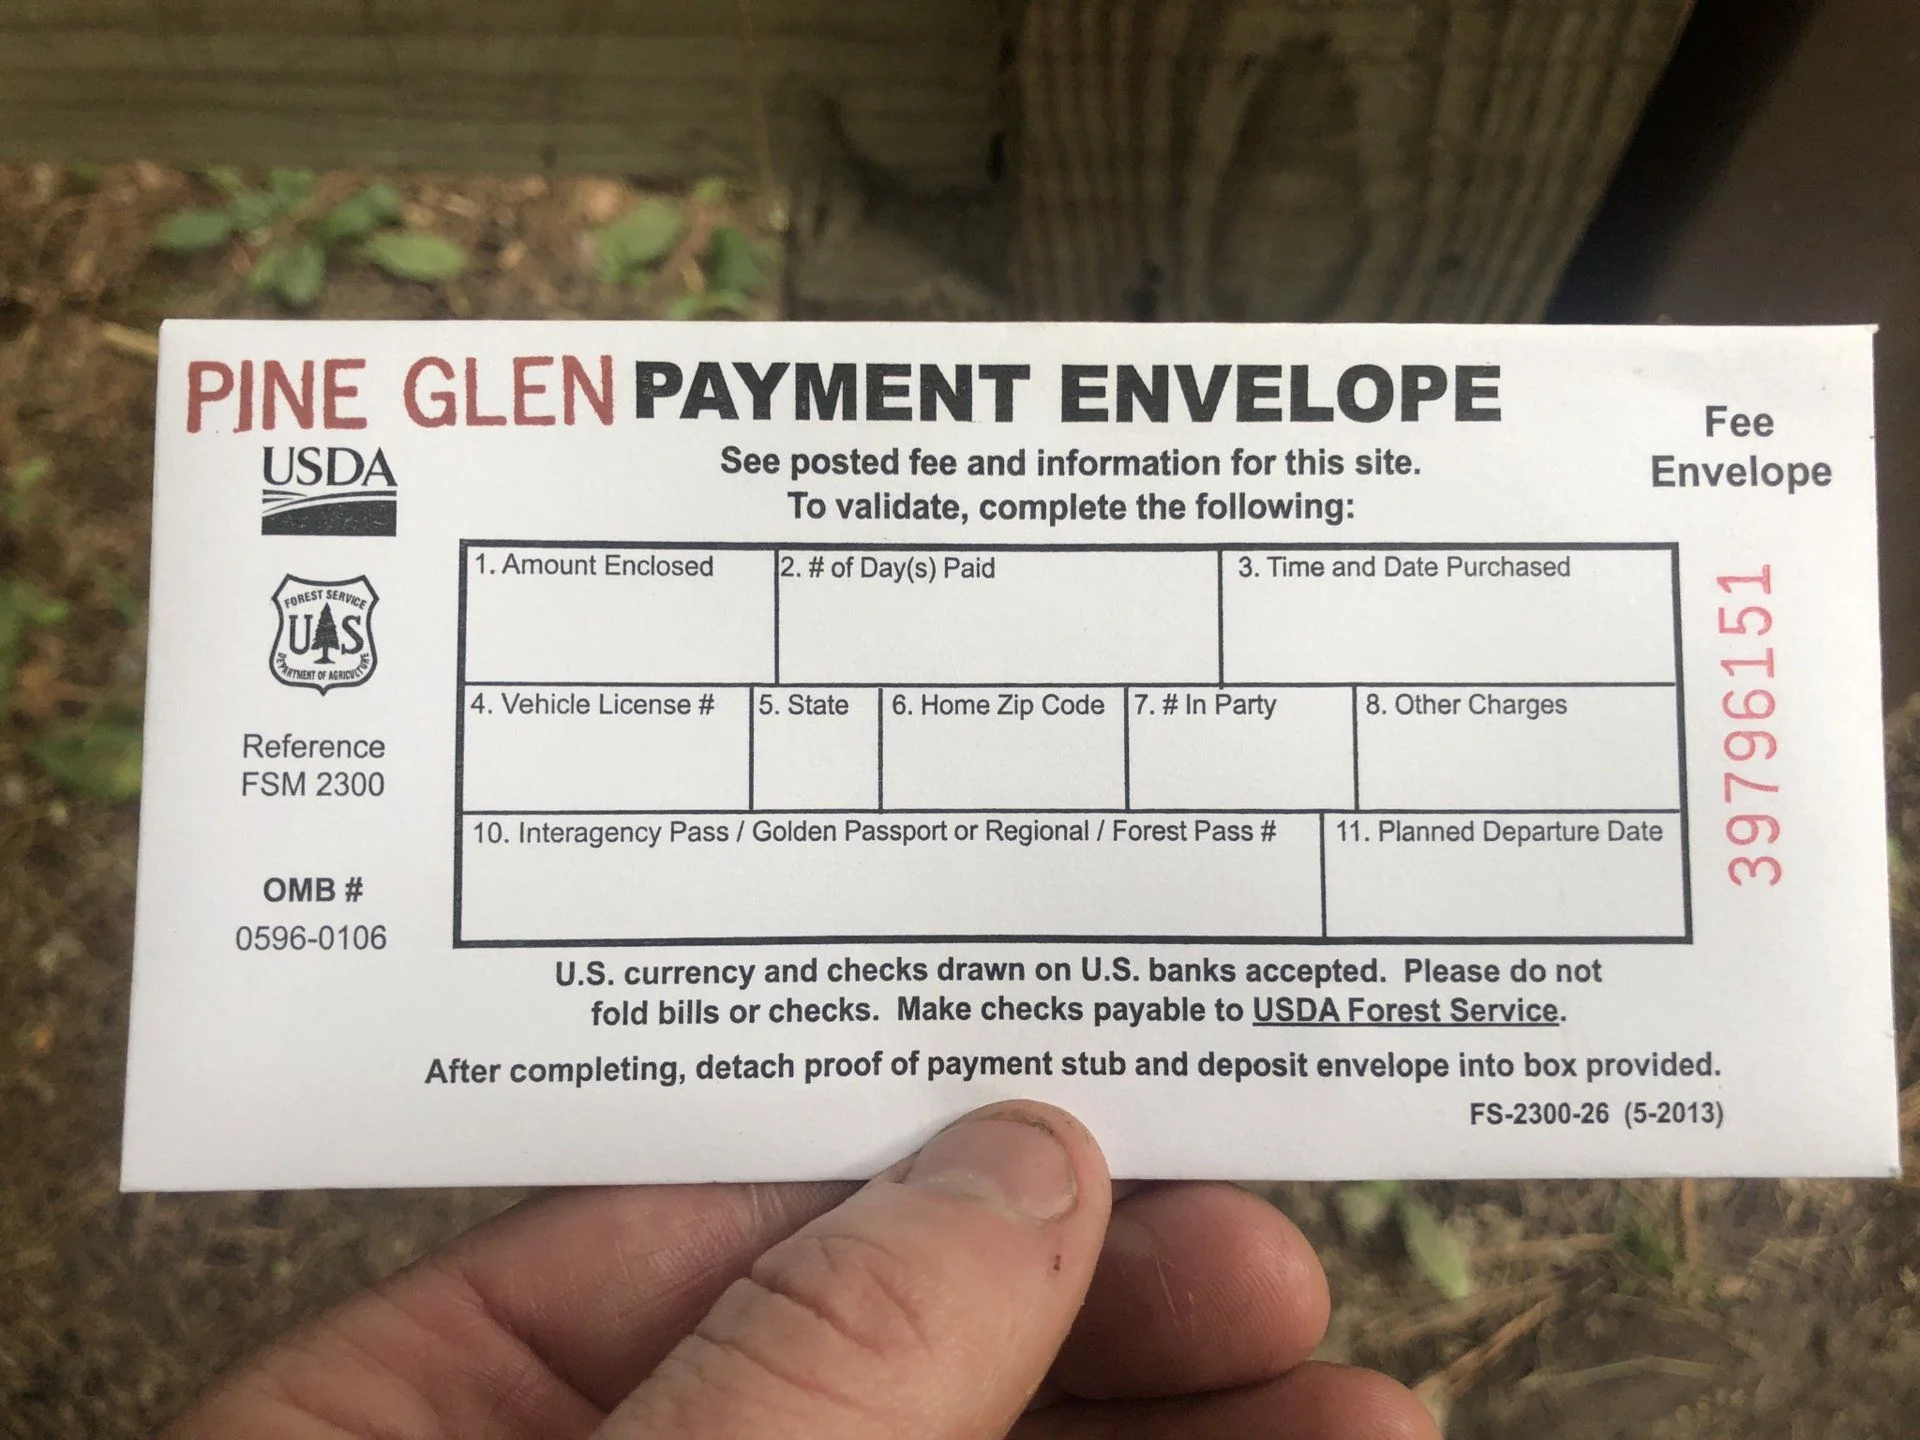 PINE GLEN PAYMENT ENVELOPE
Fee
Envelope
USDA
See posted fee and information for this site.
To validate, complete the following:
FOREST SERVICE
UAS
DEPARTMENT OF AGRICULTURE
Reference
FSM 2300
OMB #
0596-0106
1. Amount Enclosed
2. # of Day(s) Paid
3. Time and Date Purchased
4. Vehicle License #
5. State
6. Home Zip Code
7. # In Party
8. Other Charges
10. Interagency Pass / Golden Passport or Regional / Forest Pass #
11. Planned Departure Date
39796151
U.S. currency and checks drawn on U.S. banks accepted. Please do not
fold bills or checks. Make checks payable to USDA Forest Service.
After completing, detach proof of payment stub and deposit envelope into box provided.
FS-2300-26 (5-2013)